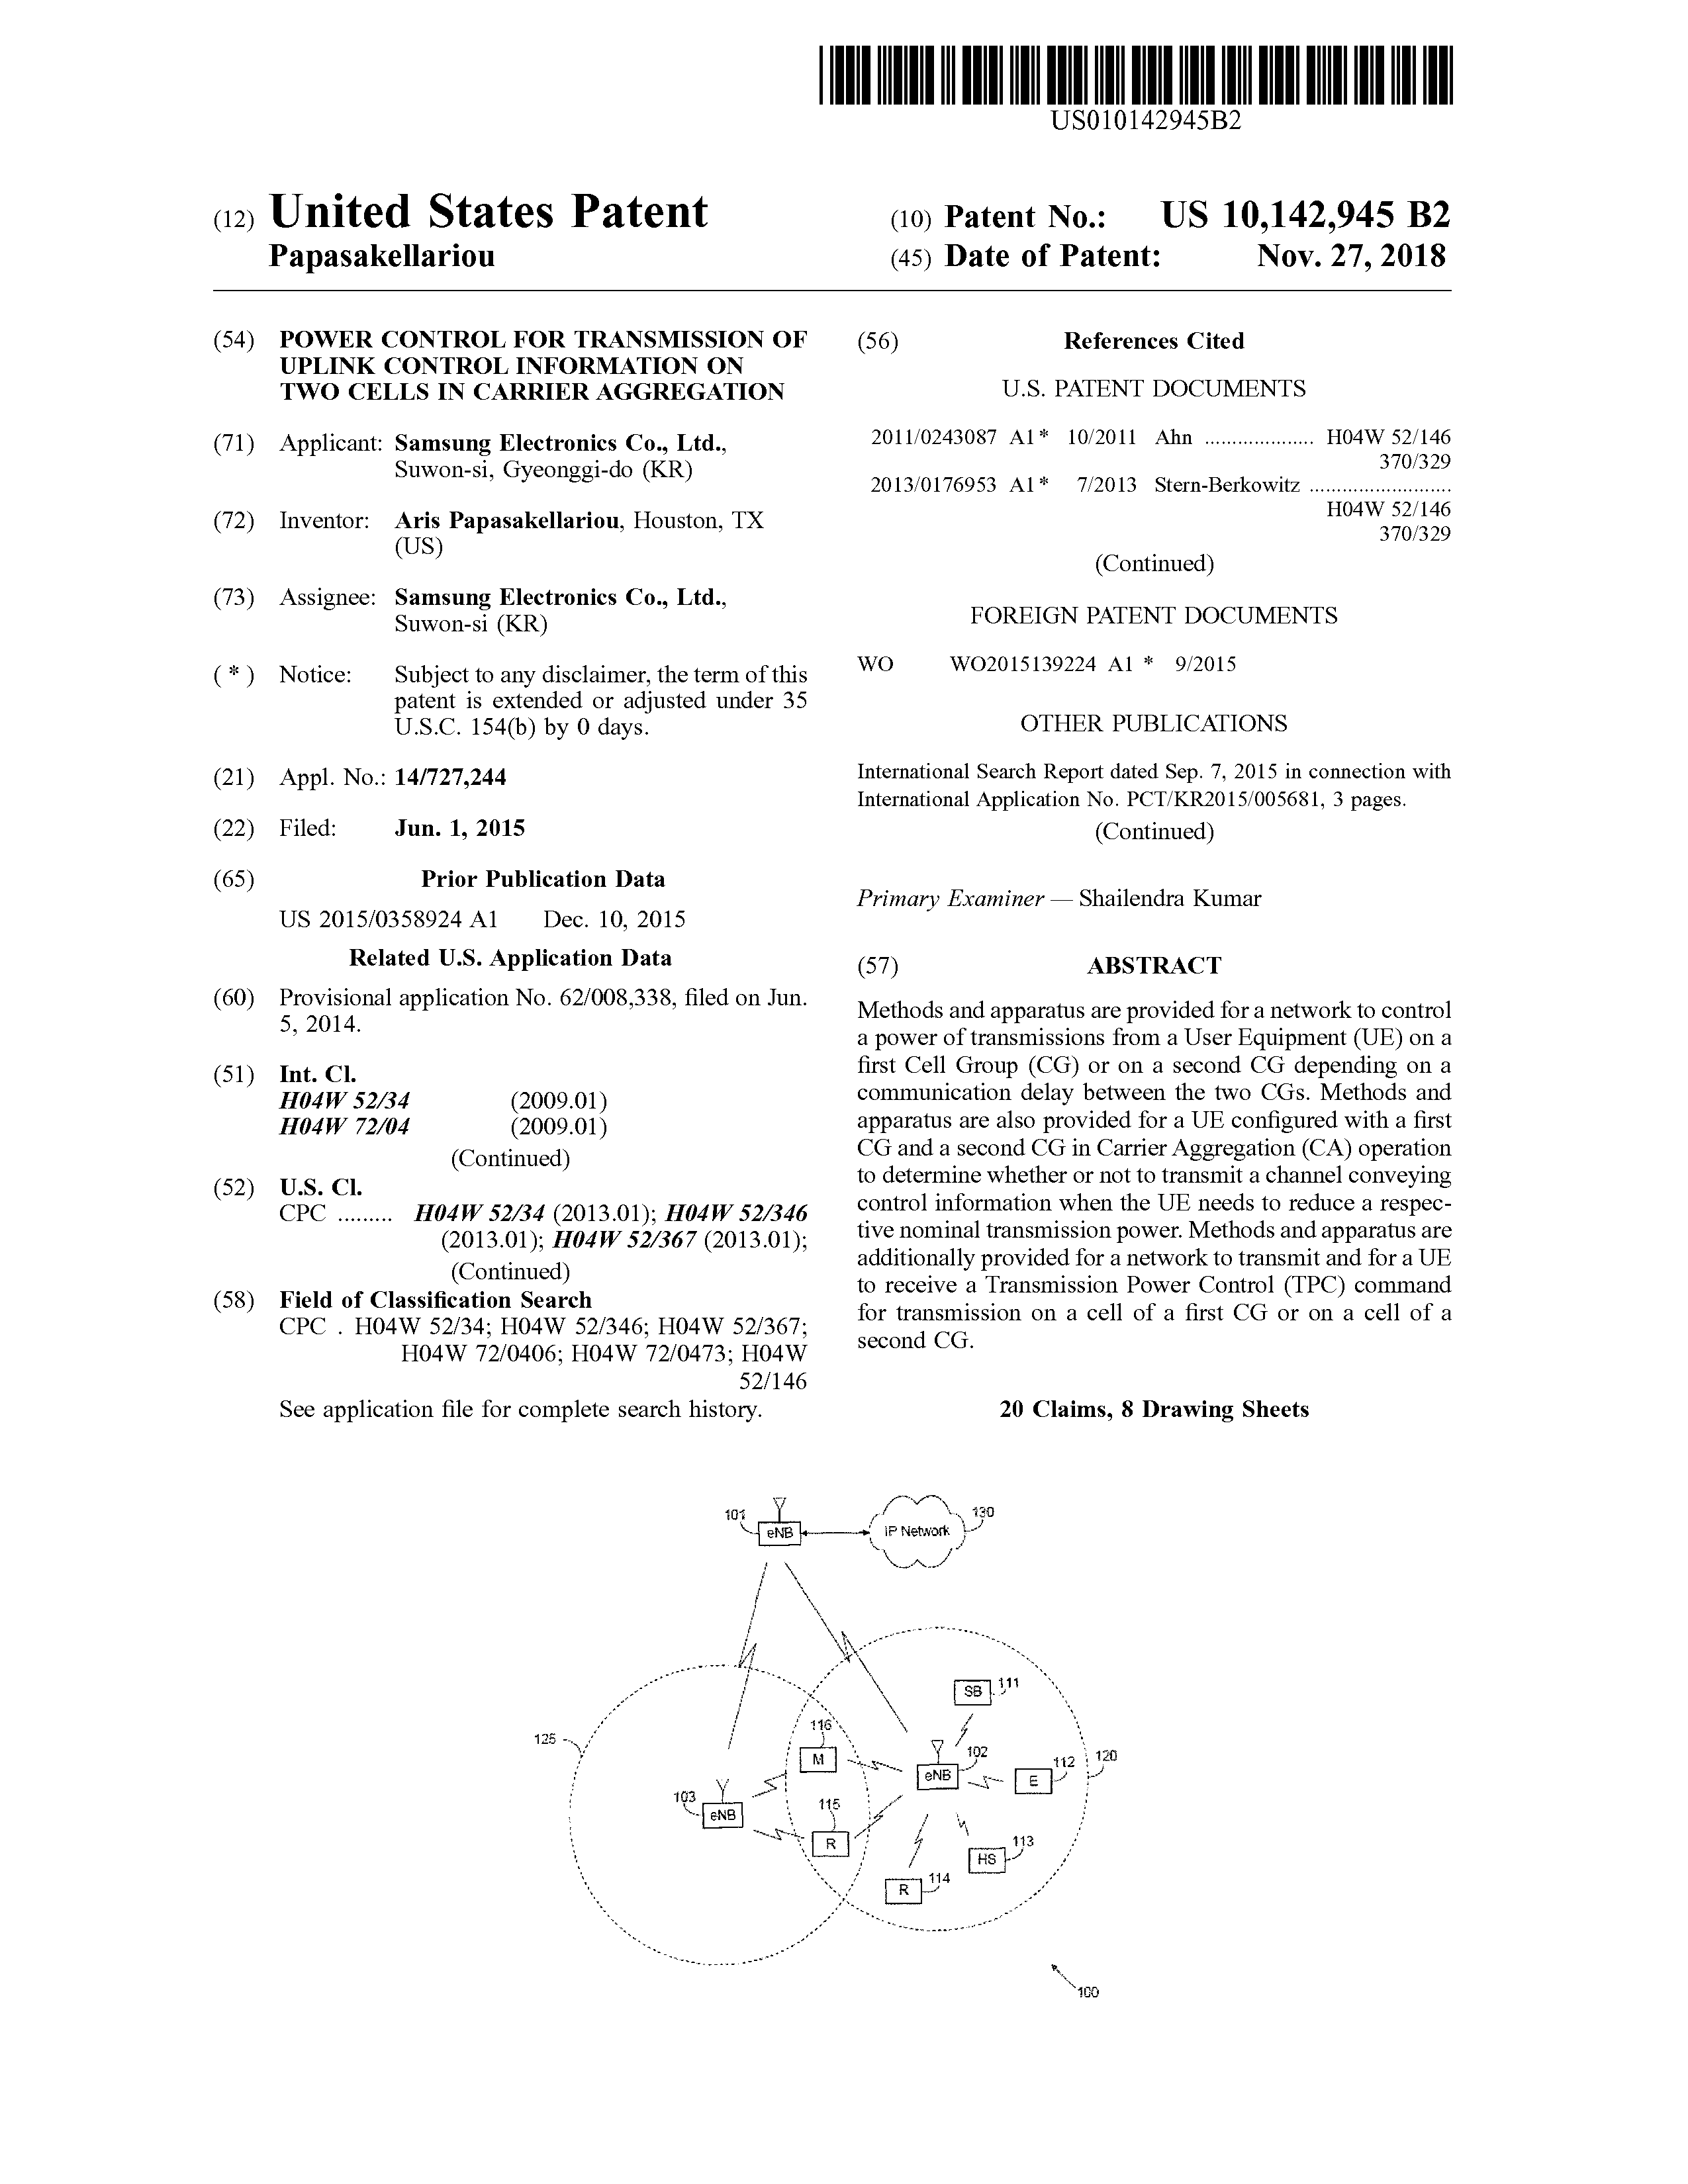 US010142945B2
(12) United States Patent
Papasakellariou
(10) Patent No.: US 10,142,945 B2
(45) Date of Patent: Nov. 27, 2018
(54) POWER CONTROL FOR TRANSMISSION OF
UPLINK CONTROL INFORMATION ON
TWO CELLS IN CARRIER AGGREGATION
(71) Applicant: Samsung Electronics Co., Ltd.,
Suwon-si, Gyeonggi-do (KR)
(72) Inventor: Aris Papasakellariou, Houston, TX
(US)
(73) Assignee: Samsung Electronics Co., Ltd.,
Suwon-si (KR)
( * ) Notice: Subject to any disclaimer, the term of this
patent is extended or adjusted under 35
U.S.C. 154(b) by 0 days.
(21) Appl. No.: 14/727,244
(22) Filed: Jun. 1, 2015
(65) Prior Publication Data
US 2015/0358924 A1 Dec. 10, 2015
Related U.S. Application Data
(60) Provisional application No. 62/008,338, filed on Jun.
5, 2014.
(51) Int. Cl.
H04W 52/34 (2009.01)
H04W 72/04 (2009.01)
(Continued)
(52) U.S. Cl.
CPC ......... H04W 52/34 (2013.01); H04W 52/346
(2013.01); H04W 52/367 (2013.01);
(Continued)
(58) Field of Classification Search
CPC . H04W 52/34; H04W 52/346; H04W 52/367;
H04W 72/0406; H04W 72/0473; H04W
52/146
See application file for complete search history.
(56) References Cited
U.S. PATENT DOCUMENTS
2011/0243087 A1* 10/2011 Ahn .................... H04W 52/146
370/329
2013/0176953 A1* 7/2013 Stern-Berkowitz ..........................
H04W 52/146
370/329
(Continued)
FOREIGN PATENT DOCUMENTS
WO WO2015139224 A1 * 9/2015
OTHER PUBLICATIONS
International Search Report dated Sep. 7, 2015 in connection with
International Application No. PCT/KR2015/005681, 3 pages.
(Continued)
Primary Examiner — Shailendra Kumar
(57) ABSTRACT
Methods and apparatus are provided for a network to control
a power of transmissions from a User Equipment (UE) on a
first Cell Group (CG) or on a second CG depending on a
communication delay between the two CGs. Methods and
apparatus are also provided for a UE configured with a first
CG and a second CG in Carrier Aggregation (CA) operation
to determine whether or not to transmit a channel conveying
control information when the UE needs to reduce a respec-
tive nominal transmission power. Methods and apparatus are
additionally provided for a network to transmit and for a UE
to receive a Transmission Power Control (TPC) command
for transmission on a cell of a first CG or on a cell of a
second CG.
20 Claims, 8 Drawing Sheets
101
eNB
IP Network
130
125
116
M
SB
111
102
eNB
E
112
120
103
eNB
115
R
HS
113
R
114
100